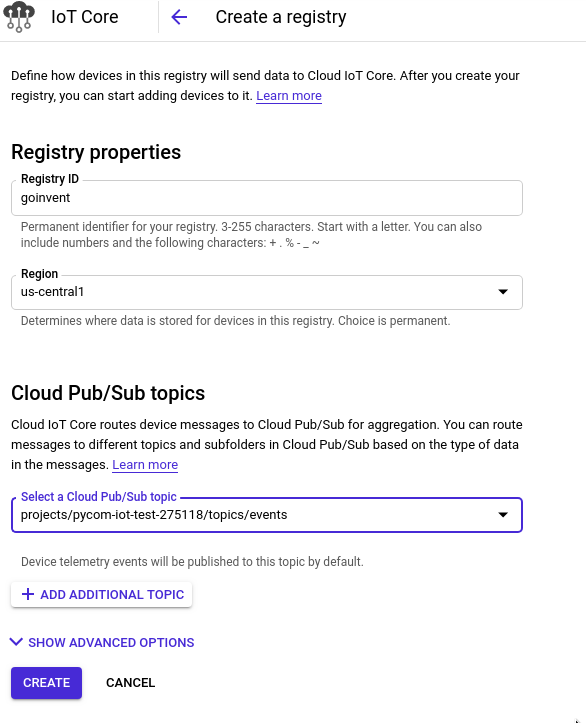 IoT Core
Create a registry
Define how devices in this registry will send data to Cloud IoT Core. After you create your
registry, you can start adding devices to it. Learn more
Registry properties
Registry ID
goinvent
Permanent identifier for your registry. 3-255 characters. Start with a letter. You can also
include numbers and the following characters: + . % - _ ~
Region
us-central1
Determines where data is stored for devices in this registry. Choice is permanent.
Cloud Pub/Sub topics
Cloud IoT Core routes device messages to Cloud Pub/Sub for aggregation. You can route
messages to different topics and subfolders in Cloud Pub/Sub based on the type of data
in the messages. Learn more
Select a Cloud Pub/Sub topic
projects/pycom-iot-test-275118/topics/events
Device telemetry events will be published to this topic by default.
ADD ADDITIONAL TOPIC
SHOW ADVANCED OPTIONS
CREATE CANCEL